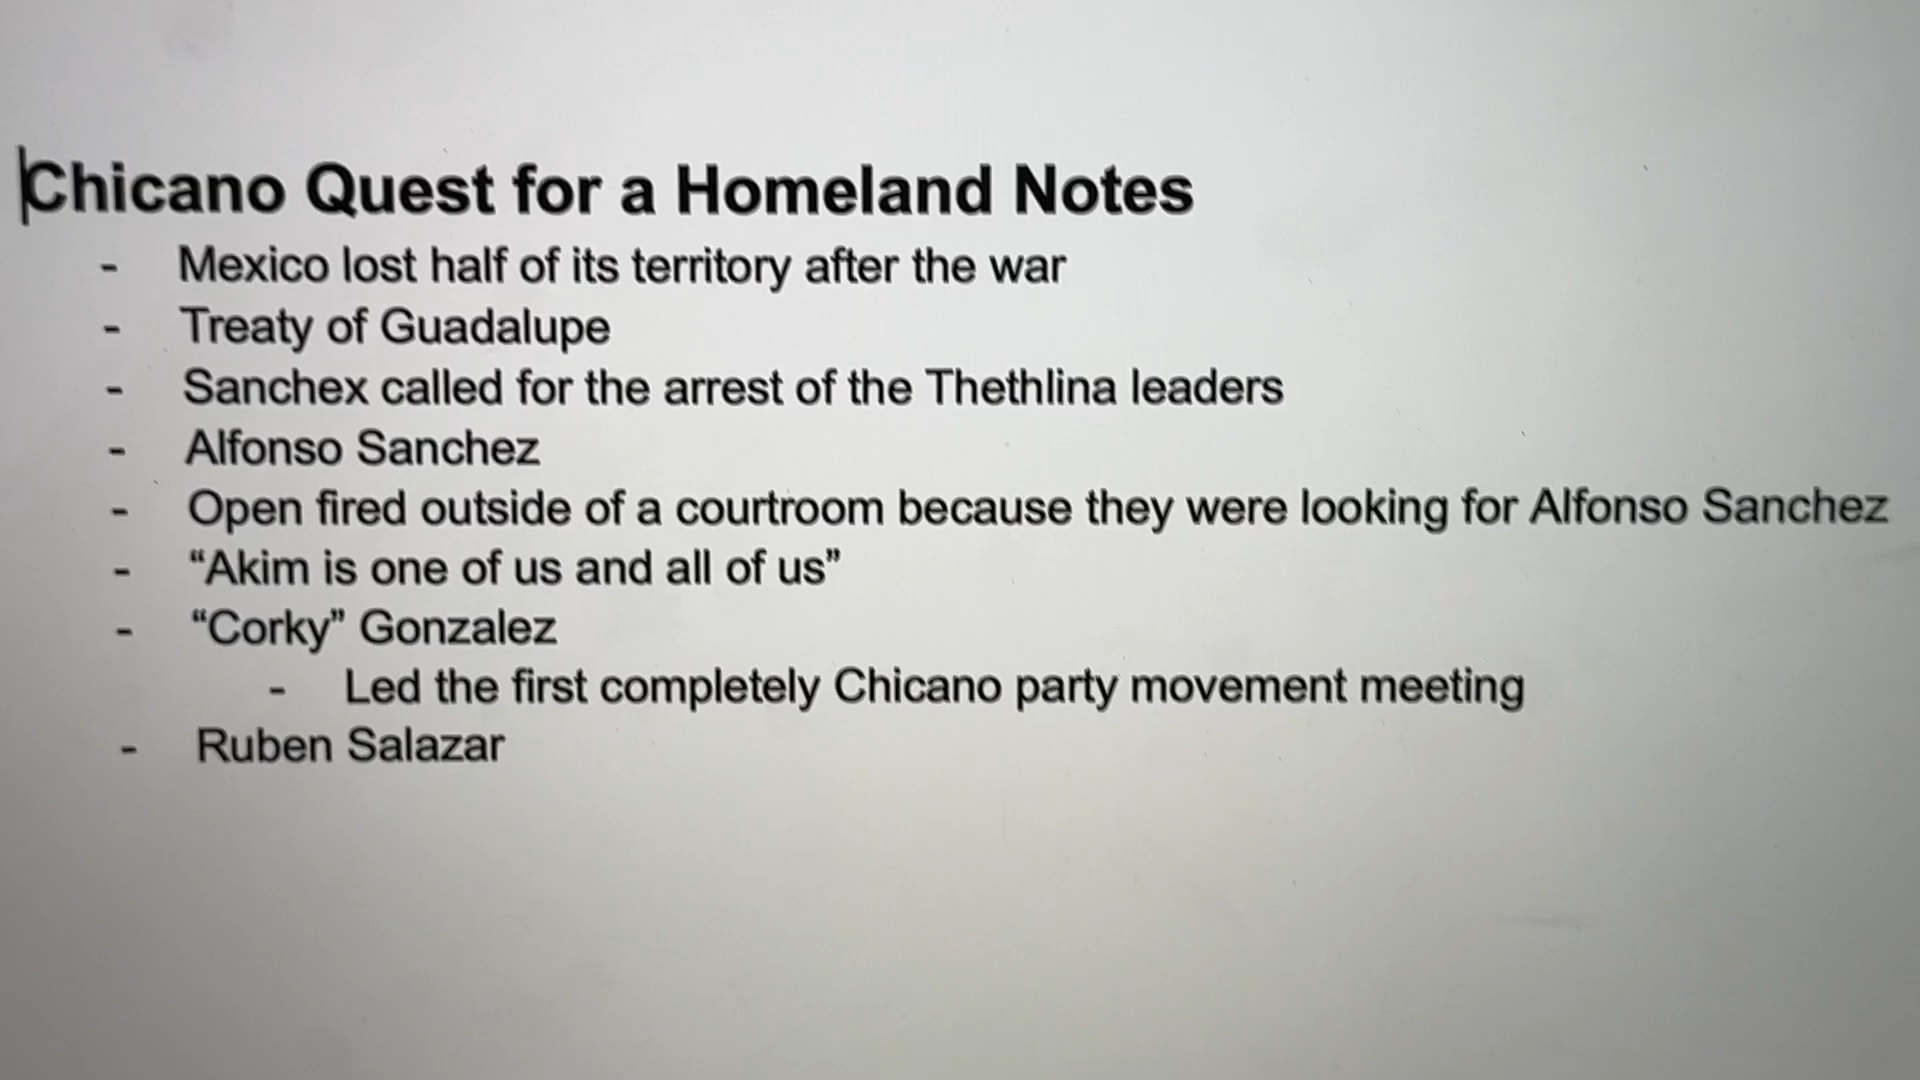 Chicano Quest for a Homeland Notes
- Mexico lost half of its territory after the war
- Treaty of Guadalupe
- Sanchex called for the arrest of the Thethlina leaders
- Alfonso Sanchez
- Open fired outside of a courtroom because they were looking for Alfonso Sanchez
- “Akim is one of us and all of us”
- “Corky” Gonzalez
- Led the first completely Chicano party movement meeting
- Ruben Salazar